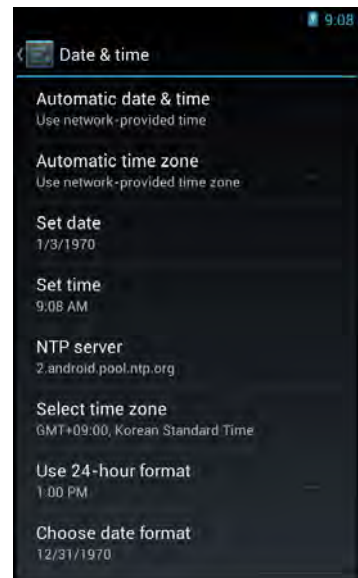 9:08
Date & time
Automatic date & time
Use network-provided time
Automatic time zone
Use network-provided time zone
Set date
1/3/1970
Set time
9:08 AM
NTP server
2.android.pool.ntp.org
Select time zone
GMT+09:00, Korean Standard Time
Use 24-hour format
1:00 PM
Choose date format
12/31/1970